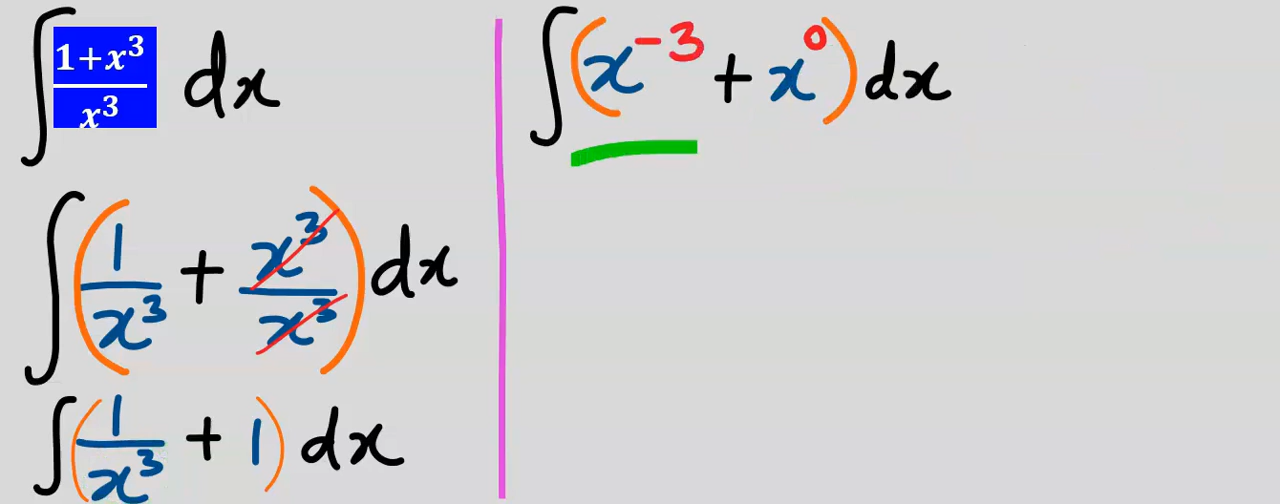 ∫ (1+x³)/x³ dx
∫ (1/x³ + x³/x³) dx
∫ (1/x³ + 1) dx
∫ (x⁻³ + x⁰) dx